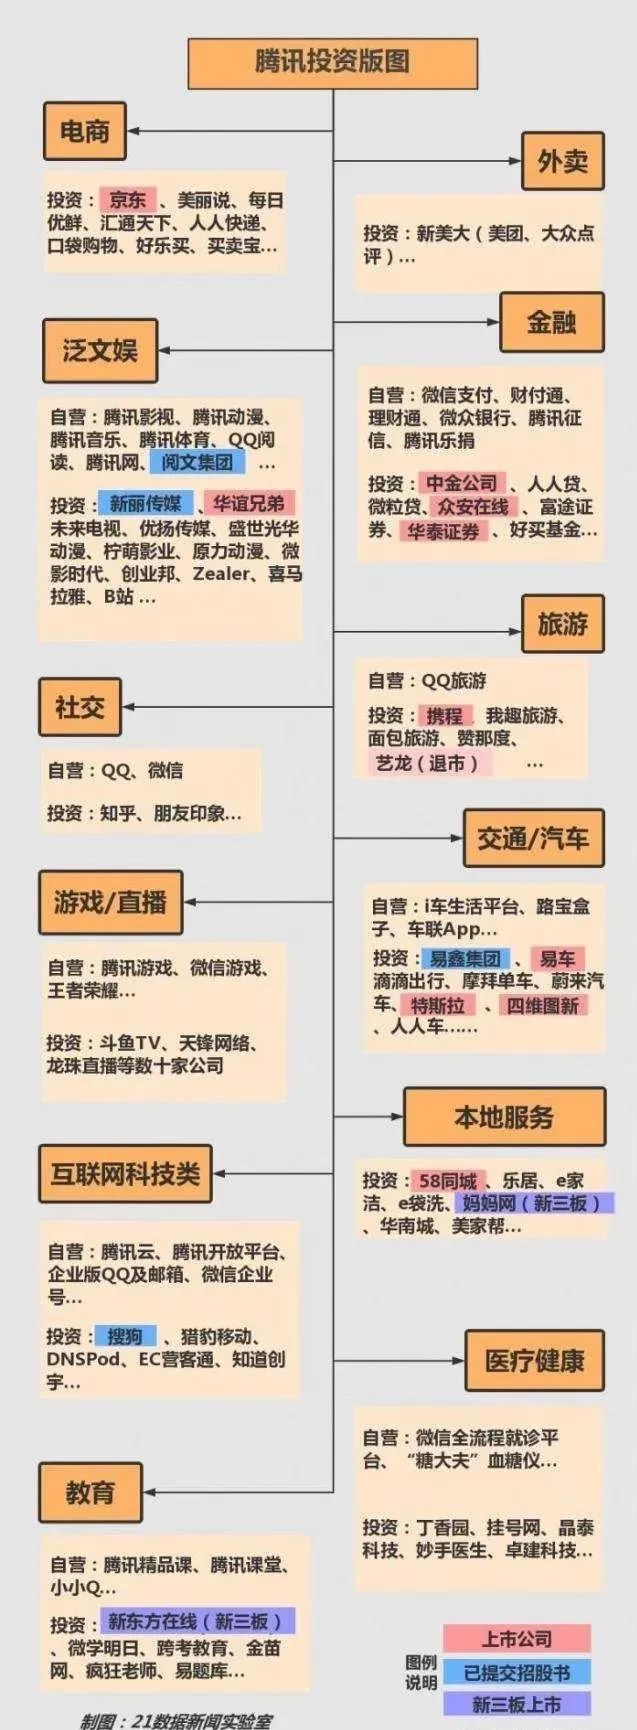 腾讯投资版图
电商
投资：京东、美丽说、每日
优鲜、汇通天下、人人快递、
口袋购物、好乐买、买卖宝...
外卖
投资：新美大（美团、大众点
评）...
泛文娱
自营：腾讯影视、腾讯动漫、
腾讯音乐、腾讯体育、QQ阅
读、腾讯网、阅文集团 ...
投资：新丽传媒、华谊兄弟
未来电视、优扬传媒、盛世光华
动漫、柠萌影业、原力动漫、微
影时代、创业邦、Zealer、喜马
拉雅、B站 ...
金融
自营：微信支付、财付通、
理财通、微众银行、腾讯征
信、腾讯乐捐
投资：中金公司、人人贷、
微粒贷、众安在线、富途证
券、华泰证券、好买基金...
旅游
自营：QQ旅游
投资：携程 我趣旅游、
面包旅游、赞那度、
艺龙（退市） ...
社交
自营：QQ、微信
投资：知乎、朋友印象...
交通/汽车
自营：i车生活平台、路宝盒
子、车联App...
投资：易鑫集团、易车
滴滴出行、摩拜单车、蔚来汽
车、特斯拉、四维图新
、人人车......
游戏/直播
自营：腾讯游戏、微信游戏、
王者荣耀...
投资：斗鱼TV、天锋网络、
龙珠直播等数十家公司
本地服务
投资：58同城、乐居、e家
洁、e袋洗、妈妈网（新三板）
、华南城、美家帮...
互联网科技类
自营：腾讯云、腾讯开放平台、
企业版QQ及邮箱、微信企业
号...
投资：搜狗、猎豹移动、
DNSPod、EC营客通、知道创
宇...
医疗健康
自营：微信全流程就诊平
台、“糖大夫”血糖仪...
投资：丁香园、挂号网、晶泰
科技、妙手医生、卓建科技...
教育
自营：腾讯精品课、腾讯课堂、
小小Q...
投资：新东方在线（新三板）
、微学明日、跨考教育、金苗
网、疯狂老师、易题库...
图例
说明
上市公司
已提交招股书
新三板上市
制图：21数据新闻实验室